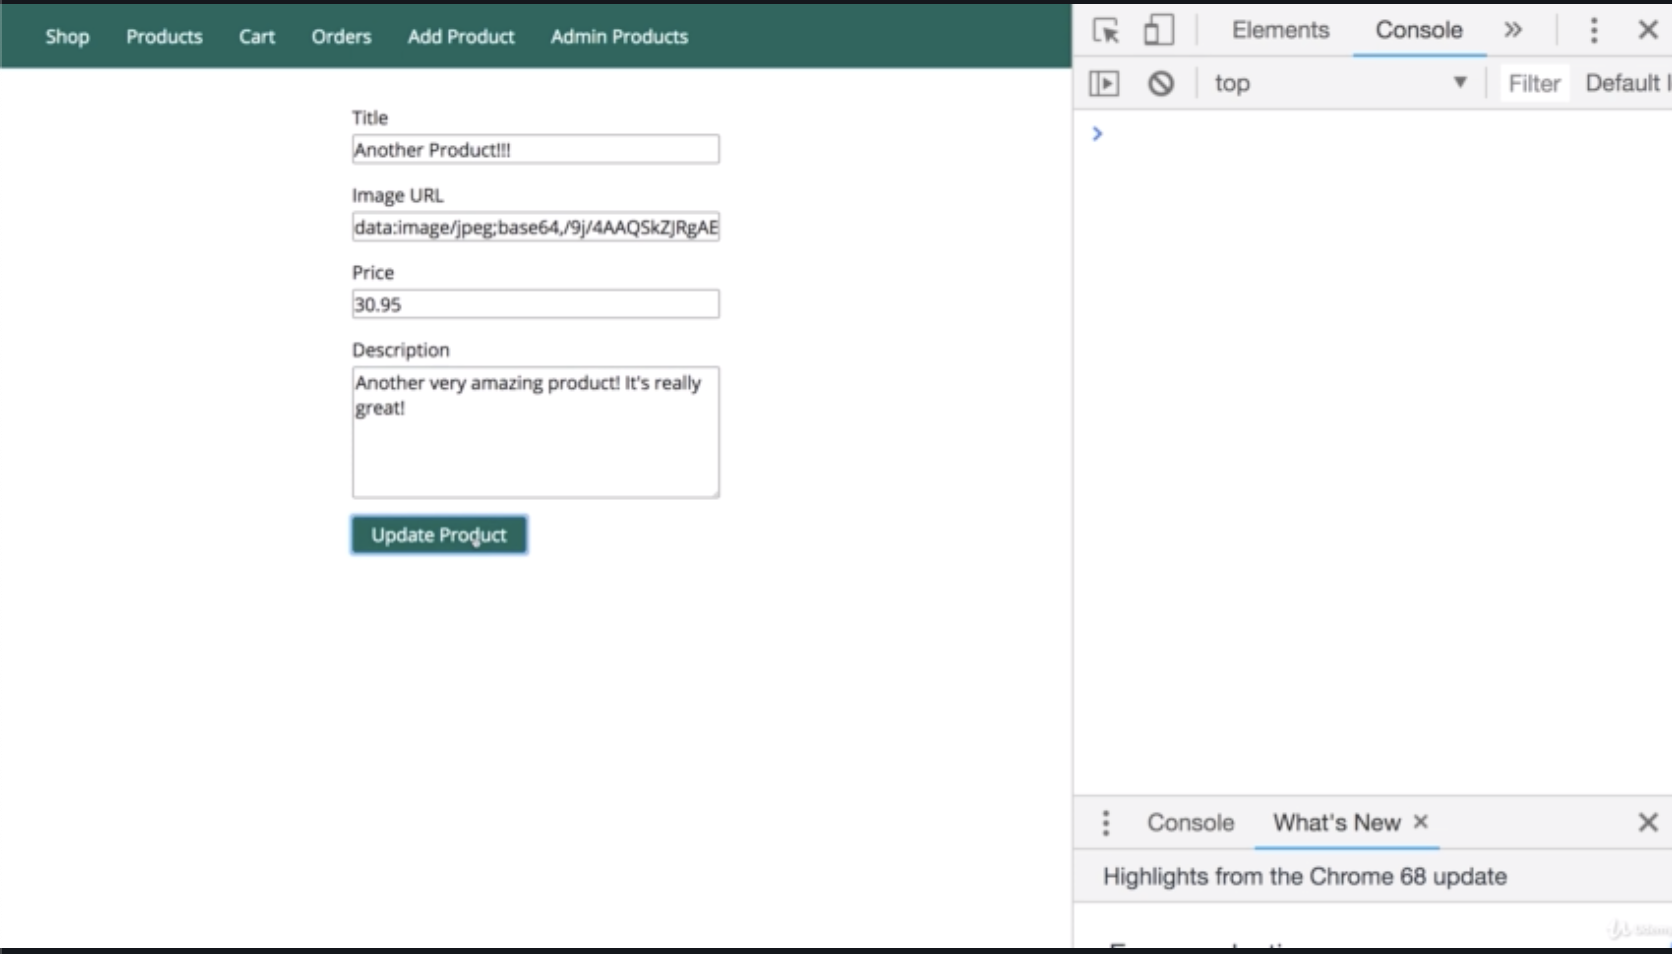 Shop Products Cart Orders Add Product Admin Products
Title
Another Product!!!
Image URL
data:image/jpeg;base64,/9j/4AAQSkZJRgAE
Price
30.95
Description
Another very amazing product! It's really
great!
Update Product
Elements Console »
top Filter Default
Console What's New
Highlights from the Chrome 68 update